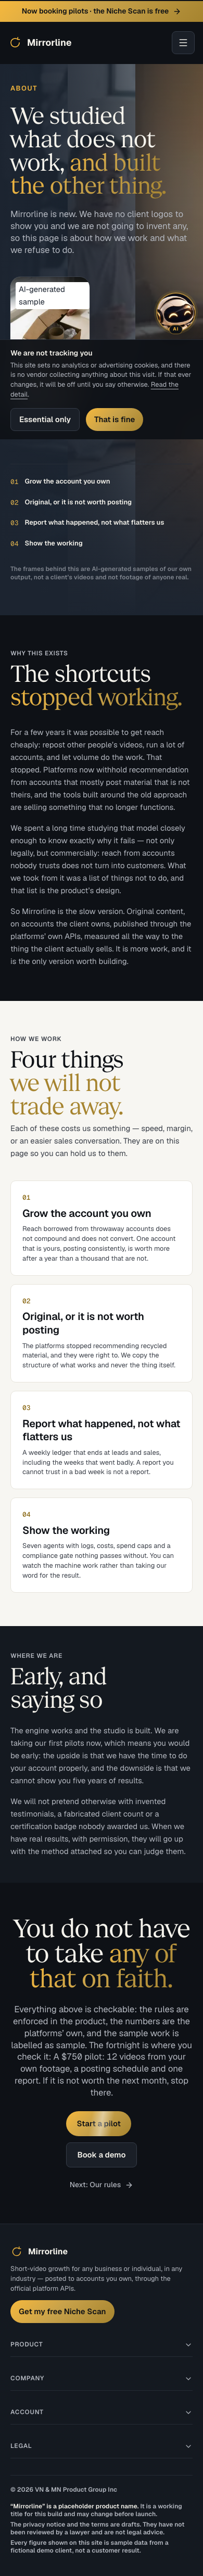 Now booking pilots · the Niche Scan is free →
Mirrorline
ABOUT
We studied
what does not
work, and built
the other thing.
Mirrorline is new. We have no client logos to
show you and we are not going to invent any,
so this page is about how we work and what
we refuse to do.
AI-generated
sample
AI
We are not tracking you
This site sets no analytics or advertising cookies, and there
is no vendor collecting anything about this visit. If that ever
changes, it will be off until you say otherwise. Read the
detail.
Essential only
That is fine
01 Grow the account you own
02 Original, or it is not worth posting
03 Report what happened, not what flatters us
04 Show the working
The frames behind this are AI-generated samples of our own
output, not a client's videos and not footage of anyone real.
WHY THIS EXISTS
The shortcuts
stopped working.
For a few years it was possible to get reach
cheaply: repost other people's videos, run a lot of
accounts, and let volume do the work. That
stopped. Platforms now withhold recommendation
from accounts that mostly post material that is not
theirs, and the tools built around the old approach
are selling something that no longer functions.
We spent a long time studying that model closely
enough to know exactly why it fails — not only
legally, but commercially: reach from accounts
nobody trusts does not turn into customers. What
we took from it was a list of things not to do, and
that list is the product's design.
So Mirrorline is the slow version. Original content,
on accounts the client owns, published through the
platforms' own APIs, measured all the way to the
thing the client actually sells. It is more work, and it
is the only version worth building.
HOW WE WORK
Four things
we will not
trade away.
Each of these costs us something — speed, margin,
or an easier sales conversation. They are on this
page so you can hold us to them.
01
Grow the account you own
Reach borrowed from throwaway accounts does
not compound and does not convert. One account
that is yours, posting consistently, is worth more
after a year than a thousand that are not.
02
Original, or it is not worth
posting
The platforms stopped recommending recycled
material, and they were right to. We copy the
structure of what works and never the thing itself.
03
Report what happened, not what
flatters us
A weekly ledger that ends at leads and sales,
including the weeks that went badly. A report you
cannot trust in a bad week is not a report.
04
Show the working
Seven agents with logs, costs, spend caps and a
compliance gate nothing passes without. You can
watch the machine work rather than taking our
word for the result.
WHERE WE ARE
Early, and
saying so
The engine works and the studio is built. We are
taking our first pilots now, which means you would
be early: the upside is that we have the time to do
your account properly, and the downside is that we
cannot show you five years of results.
We will not pretend otherwise with invented
testimonials, a fabricated client count or a
certification badge nobody awarded us. When we
have real results, with permission, they will go up
with the method attached so you can judge them.
You do not have
to take any of
that on faith.
Everything above is checkable: the rules are
enforced in the product, the numbers are the
platforms' own, and the sample work is
labelled as sample. The fortnight is where you
check it: A $750 pilot: 12 videos from your
own footage, a posting schedule and one
report. If it is not worth the next month, stop
there.
Start a pilot
Book a demo
Next: Our rules →
Mirrorline
Short-video growth for any business or individual, in any
industry — posted to accounts you own, through the
official platform APIs.
Get my free Niche Scan
PRODUCT
COMPANY
ACCOUNT
LEGAL
© 2026 VN & MN Product Group Inc
"Mirrorline" is a placeholder product name. It is a working
title for this build and may change before launch.
The privacy notice and the terms are drafts. They have not
been reviewed by a lawyer and are not legal advice.
Every figure shown on this site is sample data from a
fictional demo client, not a customer result.